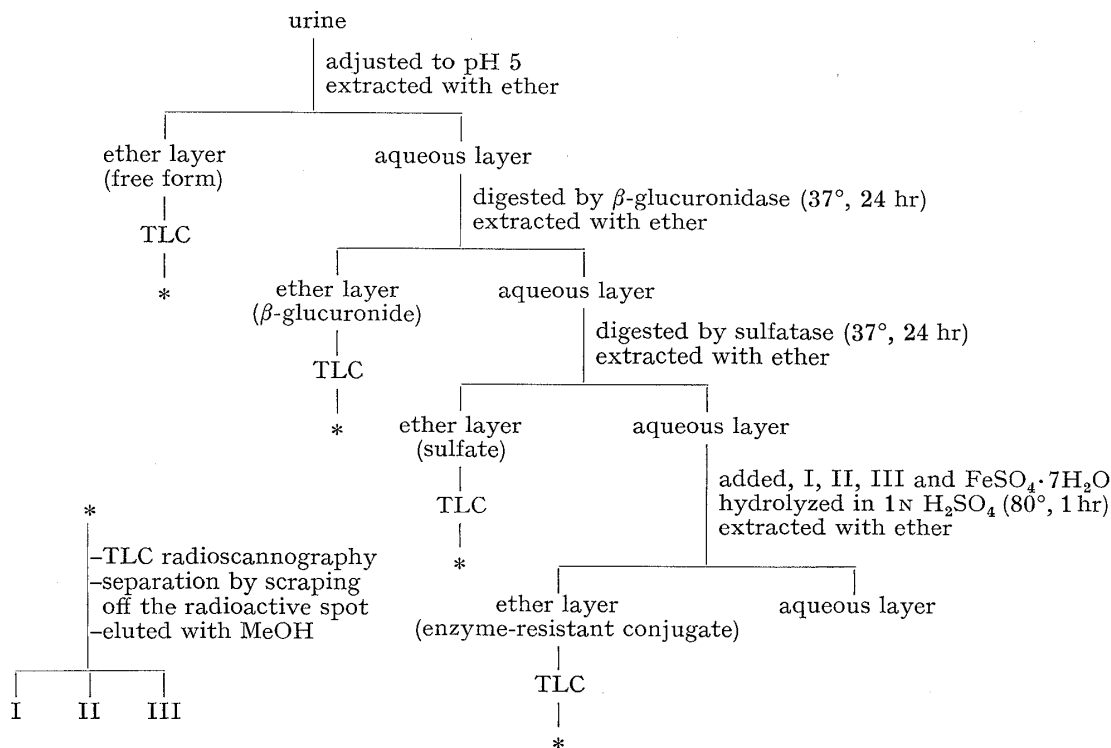 urine
adjusted to pH 5
extracted with ether
ether layer
(free form)
TLC
*
aqueous layer
digested by β-glucuronidase (37°, 24 hr)
extracted with ether
ether layer
(β-glucuronide)
TLC
*
aqueous layer
digested by sulfatase (37°, 24 hr)
extracted with ether
ether layer
(sulfate)
TLC
*
aqueous layer
added, I, II, III and FeSO₄·7H₂O
hydrolyzed in 1N H₂SO₄ (80°, 1 hr)
extracted with ether
ether layer
(enzyme-resistant conjugate)
TLC
*
aqueous layer
*
–TLC radioscannography
–separation by scraping
off the radioactive spot
–eluted with MeOH
I II III